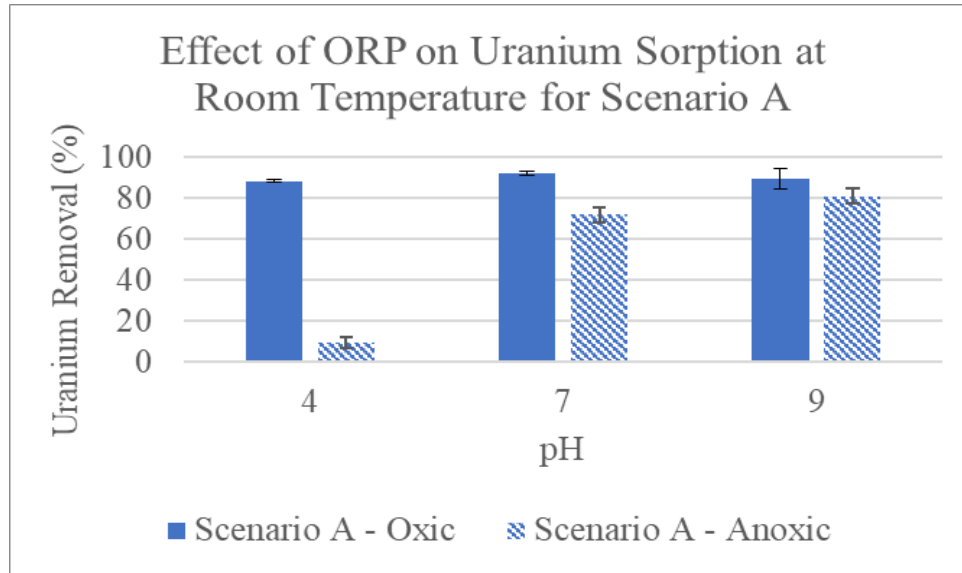 Effect of ORP on Uranium Sorption at
Room Temperature for Scenario A
Uranium Removal (%)
100
80
60
40
20
0
4 7 9
pH
Scenario A - Oxic Scenario A - Anoxic